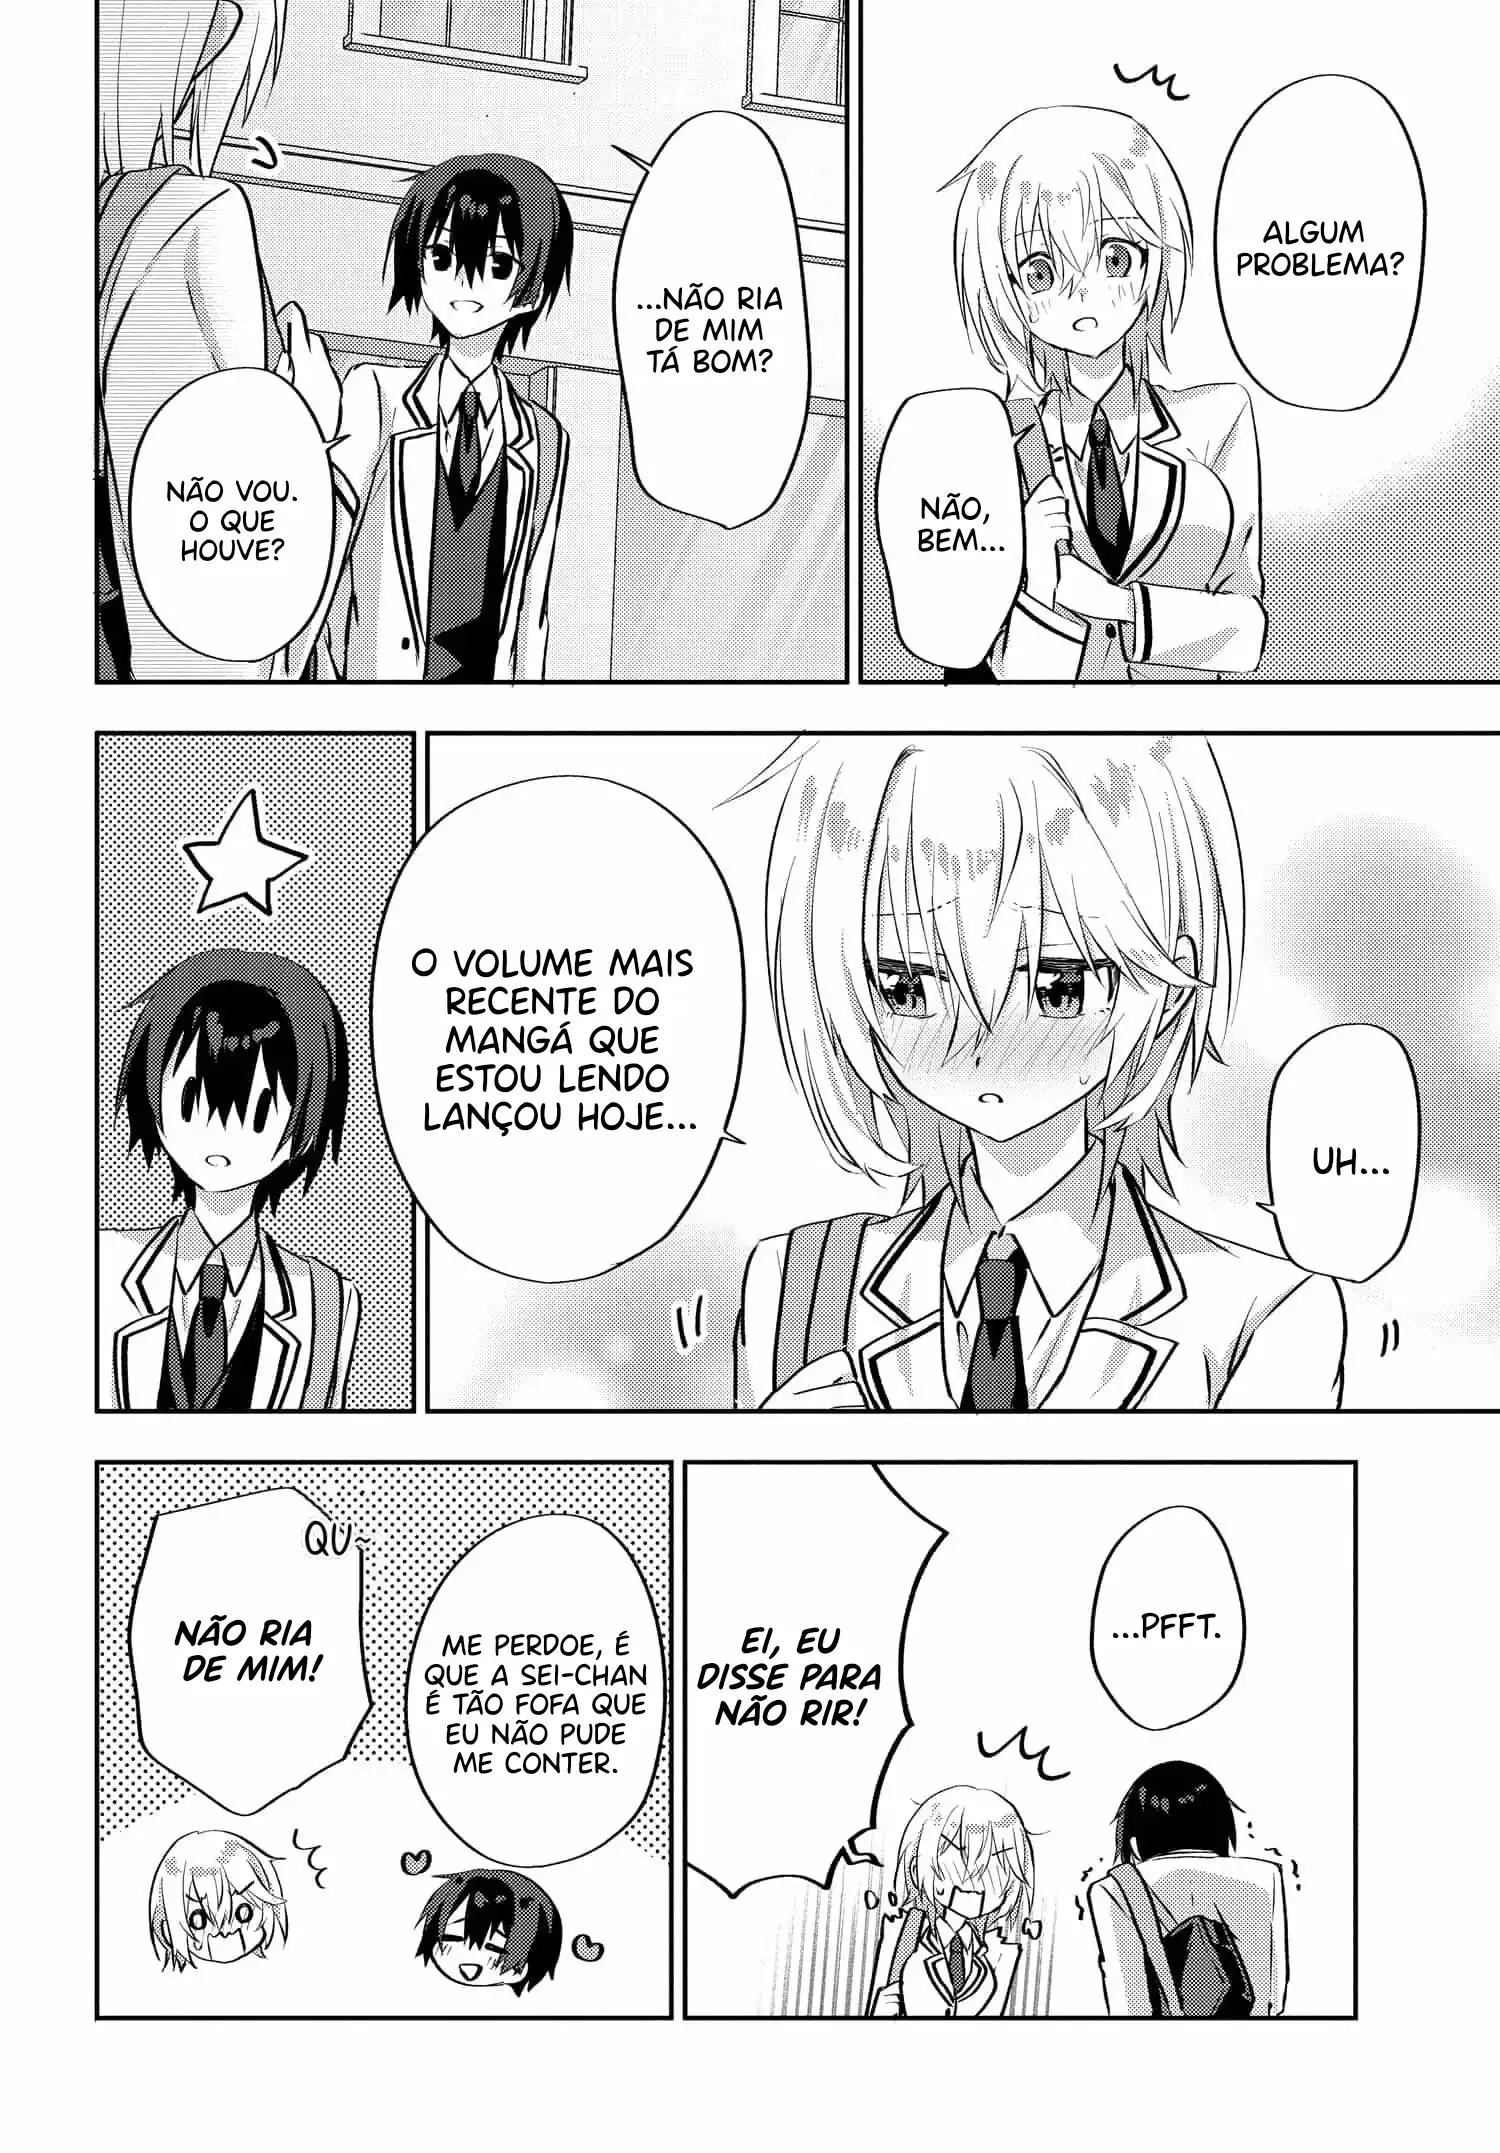 ALGUM
PROBLEMA?
NÃO,
BEM...
...NÃO RIA
DE MIM
TÁ BOM?
NÃO VOU.
O QUE
HOUVE?
UH...
O VOLUME MAIS
RECENTE DO
MANGÁ QUE
ESTOU LENDO
LANÇOU HOJE...
...PFFT.
EI, EU
DISSE PARA
NÃO RIR!
ME PERDOE, É
QUE A SEI-CHAN
É TÃO FOFA QUE
EU NÃO PUDE
ME CONTER.
QU~
NÃO RIA
DE MIM!